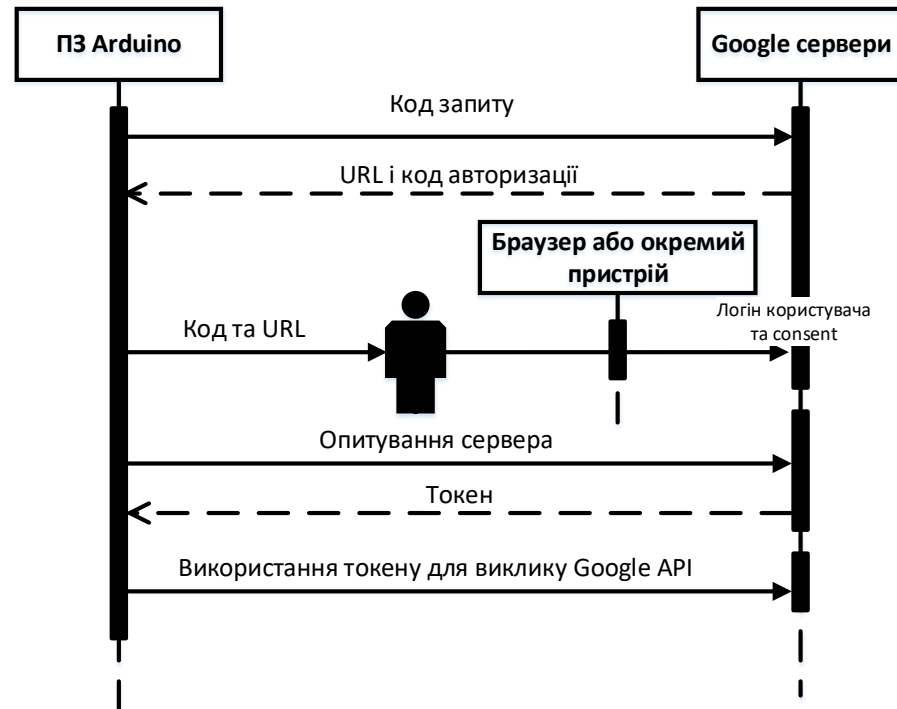 ПЗ Arduino
Google сервери
Код запиту
URL і код авторизації
Браузер або окремий
пристрій
Логін користувача
та consent
Код та URL
Опитування сервера
Токен
Використання токену для виклику Google API